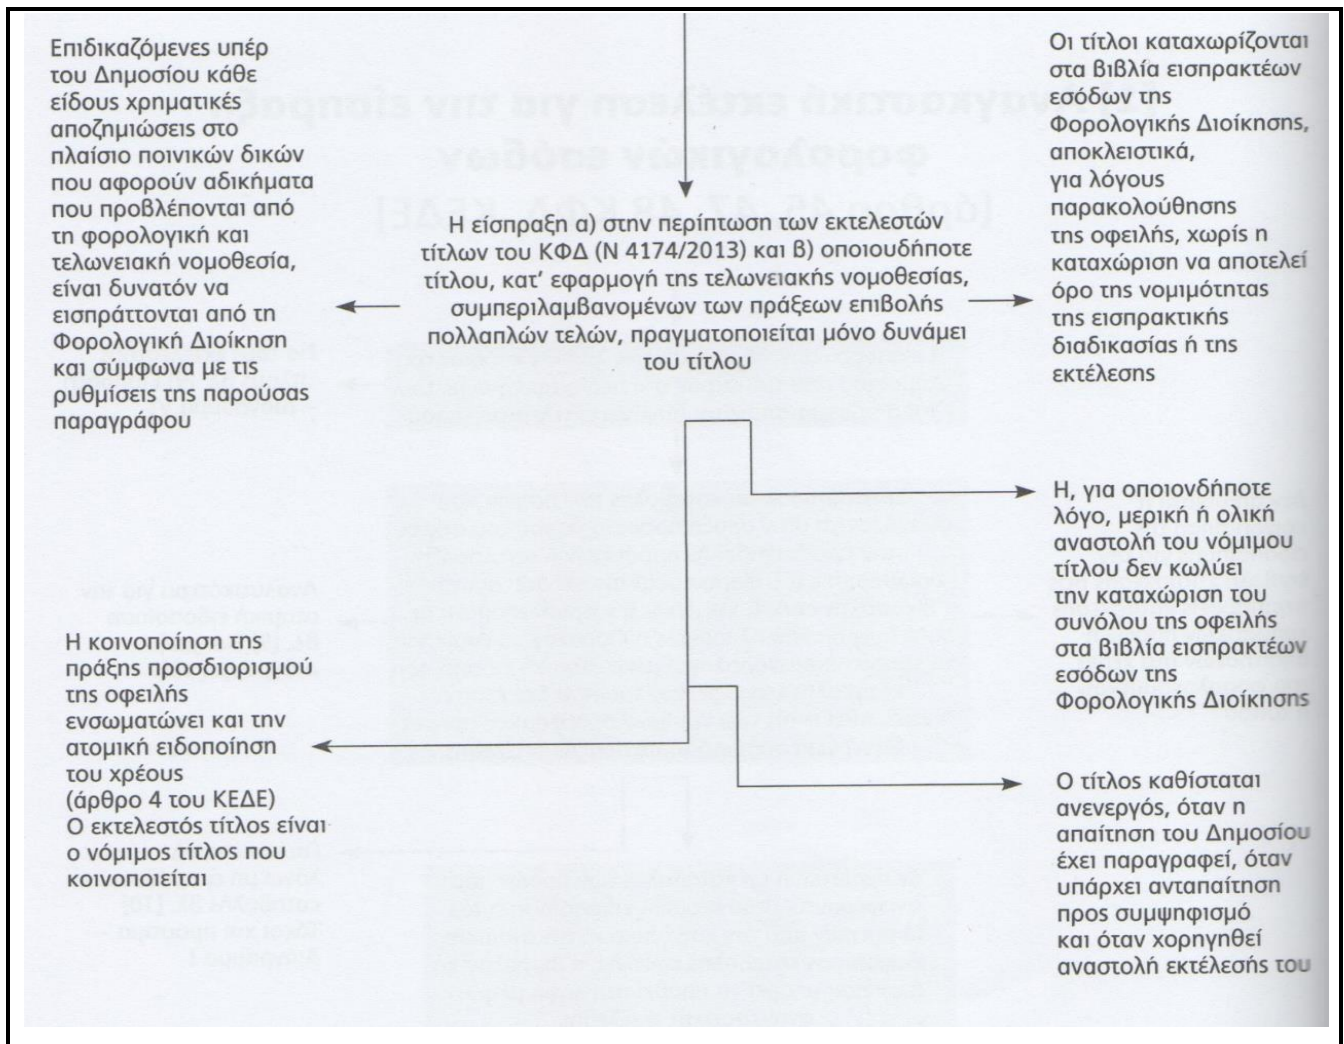 Επιδικαζόμενες υπέρ
του Δημοσίου κάθε
είδους χρηματικές
αποζημιώσεις στο
πλαίσιο ποινικών δικών
που αφορούν αδικήματα
που προβλέπονται από
τη φορολογική και
τελωνειακή νομοθεσία,
είναι δυνατόν να
εισπράττονται από τη
Φορολογική Διοίκηση
και σύμφωνα με τις
ρυθμίσεις της παρούσας
παραγράφου
Η είσπραξη α) στην περίπτωση των εκτελεστών
τίτλων του ΚΦΔ (Ν 4174/2013) και β) οποιουδήποτε
τίτλου, κατ’ εφαρμογή της τελωνειακής νομοθεσίας,
συμπεριλαμβανομένων των πράξεων επιβολής
πολλαπλών τελών, πραγματοποιείται μόνο δυνάμει
του τίτλου
Οι τίτλοι καταχωρίζονται
στα βιβλία εισπρακτέων
εσόδων της
Φορολογικής Διοίκησης,
αποκλειστικά,
για λόγους
παρακολούθησης
της οφειλής, χωρίς η
καταχώριση να αποτελεί
όρο της νομιμότητας
της εισπρακτικής
διαδικασίας ή της
εκτέλεσης
Η, για οποιονδήποτε
λόγο, μερική ή ολική
αναστολή του νόμιμου
τίτλου δεν κωλύει
την καταχώριση του
συνόλου της οφειλής
στα βιβλία εισπρακτέων
εσόδων της
Φορολογικής Διοίκησης
Η κοινοποίηση της
πράξης προσδιορισμού
της οφειλής
ενσωματώνει και την
ατομική ειδοποίηση
του χρέους
(άρθρο 4 του ΚΕΔΕ)
Ο εκτελεστός τίτλος είναι
ο νόμιμος τίτλος που
κοινοποιείται
Ο τίτλος καθίσταται
ανενεργός, όταν η
απαίτηση του Δημοσίου
έχει παραγραφεί, όταν
υπάρχει ανταπαίτηση
προς συμψηφισμό
και όταν χορηγηθεί
αναστολή εκτέλεσής του